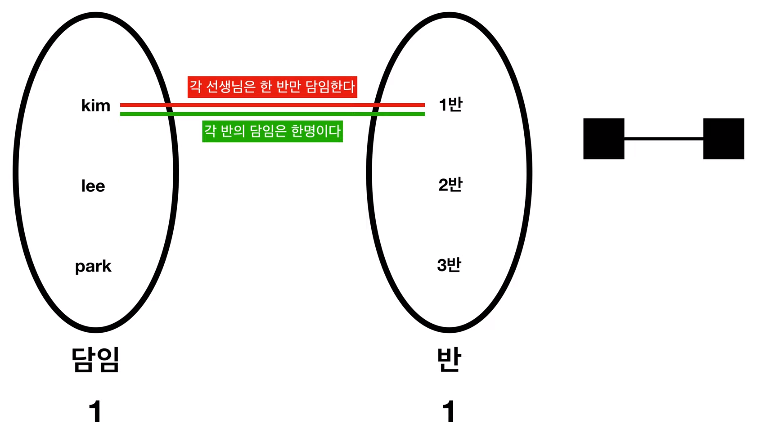 각 선생님은 한 반만 담임한다
kim
1반
각 반의 담임은 한명이다
lee
2반
park
3반
담임
반
1
1